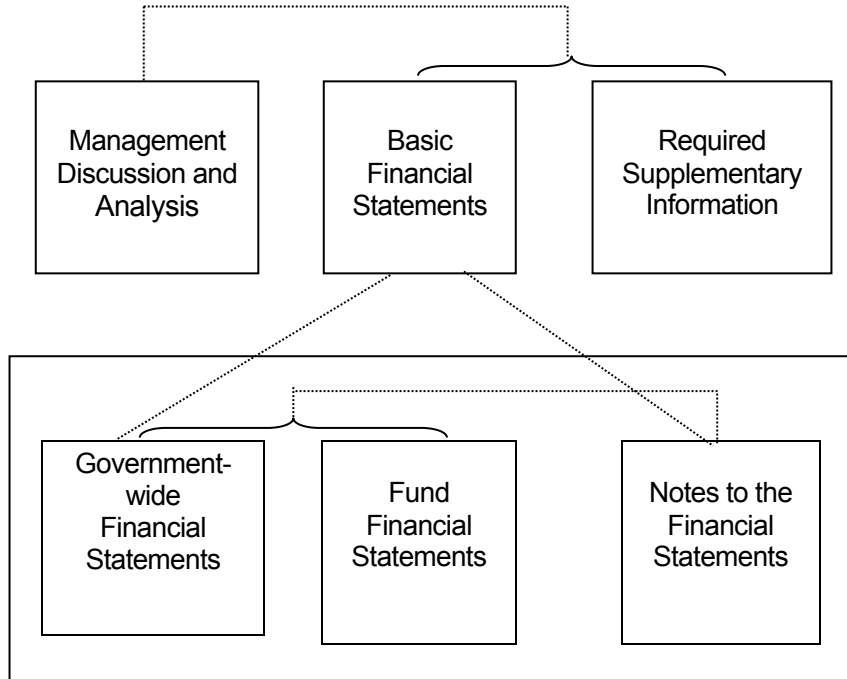 Management
Discussion and
Analysis
Basic
Financial
Statements
Required
Supplementary
Information
Government-
wide
Financial
Statements
Fund
Financial
Statements
Notes to the
Financial
Statements